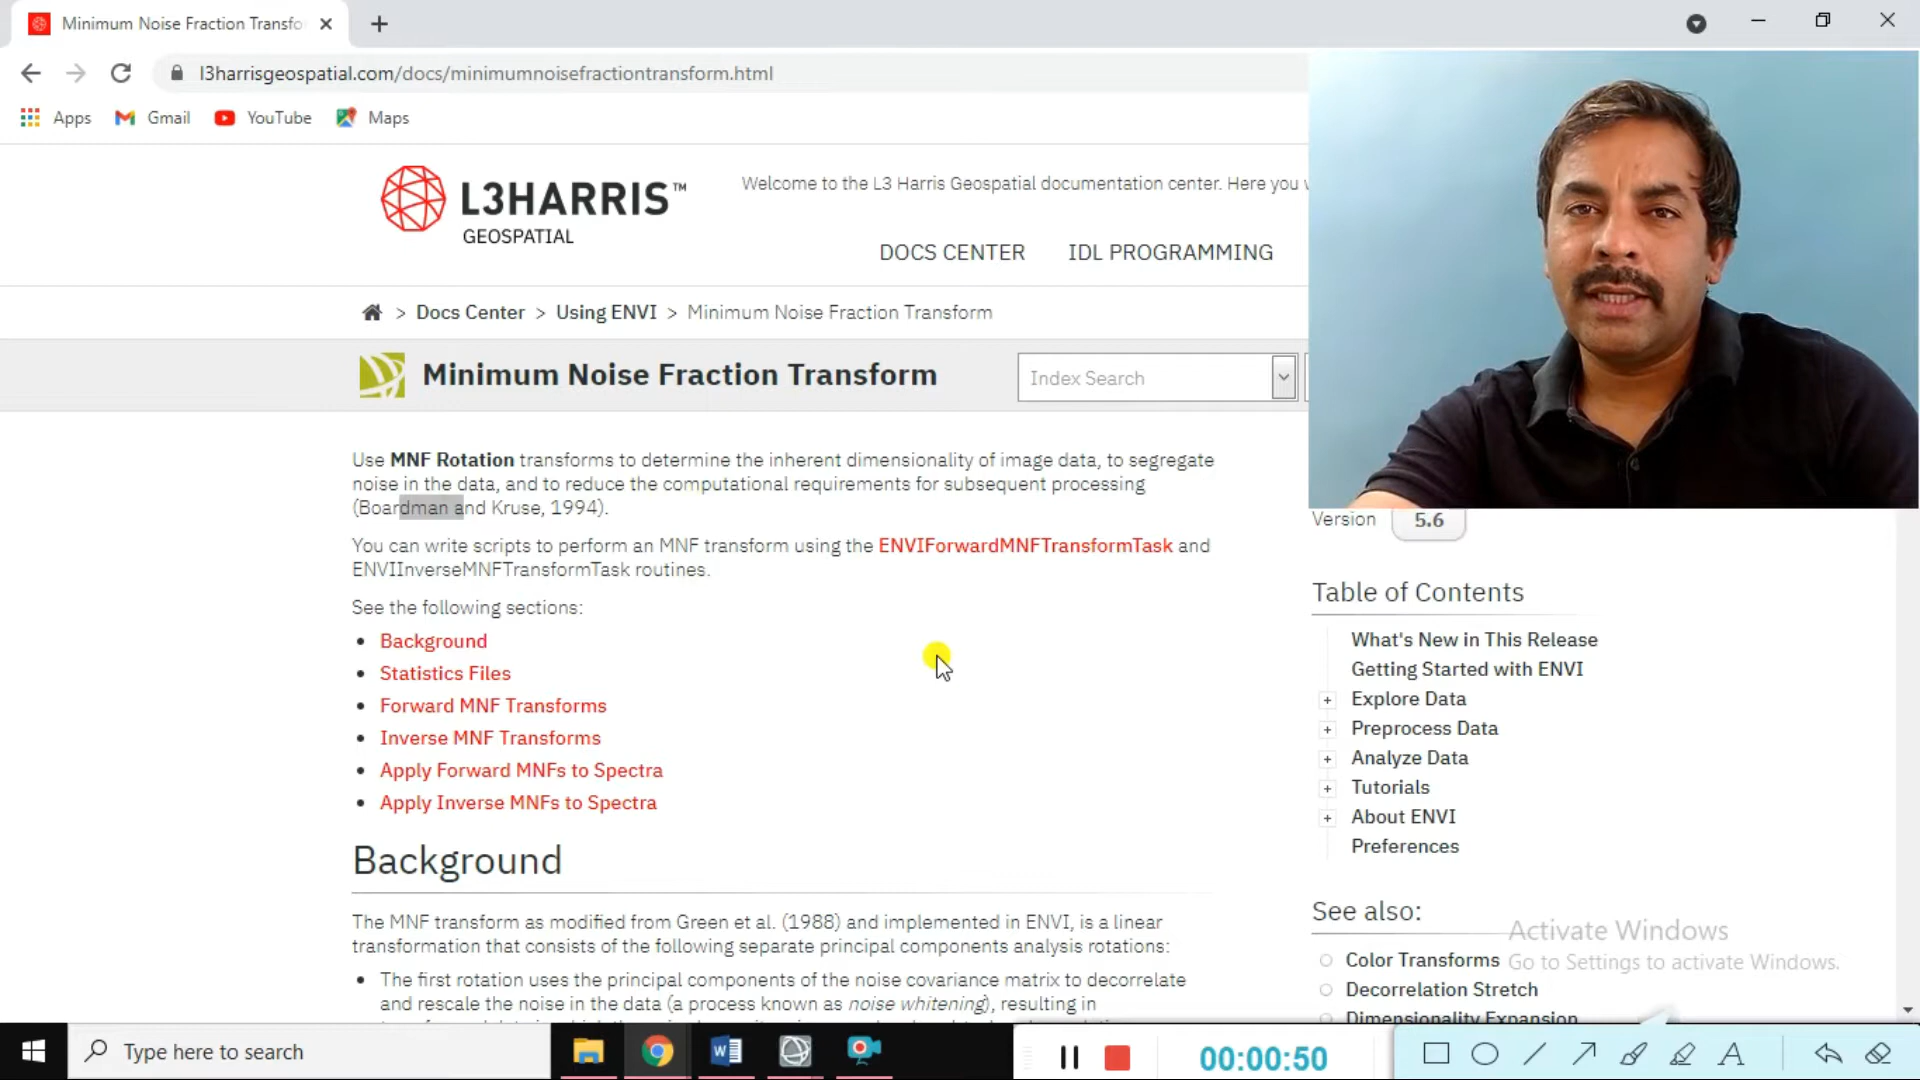 Minimum Noise Fraction Transfo
l3harrisgeospatial.com/docs/minimumnoisefractiontransform.html
Apps Gmail YouTube Maps
L3HARRIS™
GEOSPATIAL
Welcome to the L3 Harris Geospatial documentation center. Here you
DOCS CENTER IDL PROGRAMMING
> Docs Center > Using ENVI > Minimum Noise Fraction Transform
Minimum Noise Fraction Transform
Index Search
Use MNF Rotation transforms to determine the inherent dimensionality of image data, to segregate
noise in the data, and to reduce the computational requirements for subsequent processing
(Boardman and Kruse, 1994).
You can write scripts to perform an MNF transform using the ENVIForwardMNFTransformTask and
ENVIInverseMNFTransformTask routines.
See the following sections:
• Background
• Statistics Files
• Forward MNF Transforms
• Inverse MNF Transforms
• Apply Forward MNFs to Spectra
• Apply Inverse MNFs to Spectra
Background
The MNF transform as modified from Green et al. (1988) and implemented in ENVI, is a linear
transformation that consists of the following separate principal components analysis rotations:
• The first rotation uses the principal components of the noise covariance matrix to decorrelate
and rescale the noise in the data (a process known as noise whitening), resulting in
Version 5.6
Table of Contents
What's New in This Release
Getting Started with ENVI
+ Explore Data
+ Preprocess Data
+ Analyze Data
+ Tutorials
+ About ENVI
Preferences
See also:
Color Transforms
Decorrelation Stretch
Dimensionality Expansion
Activate Windows
Go to Settings to activate Windows.
Type here to search
00:00:50